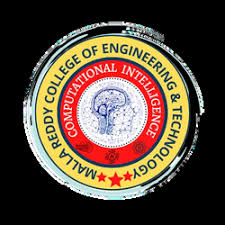 MALLA REDDY COLLEGE OF ENGINEERING & TECHNOLOGY
COMPUTATIONAL INTELLIGENCE